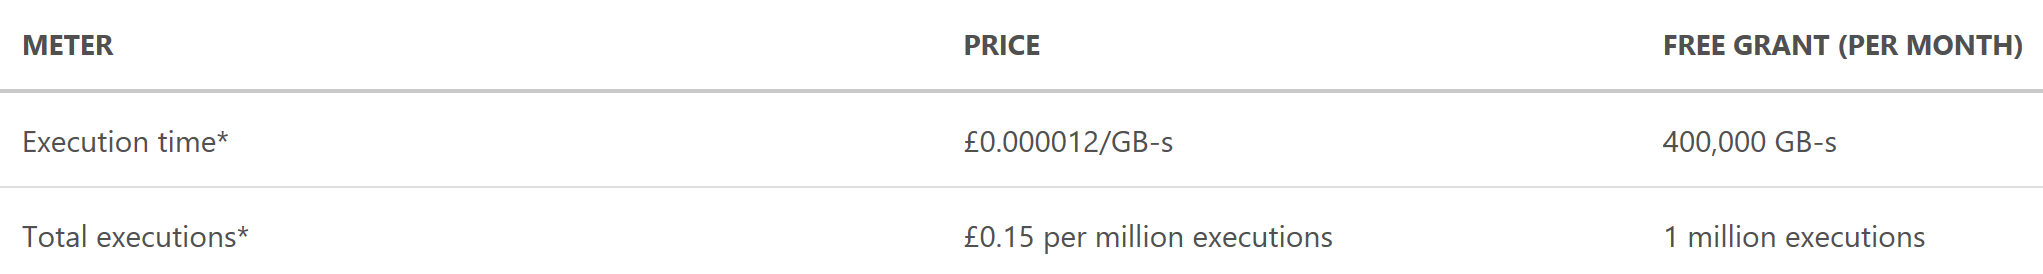 METER PRICE FREE GRANT (PER MONTH)
Execution time* £0.000012/GB-s 400,000 GB-s
Total executions* £0.15 per million executions 1 million executions